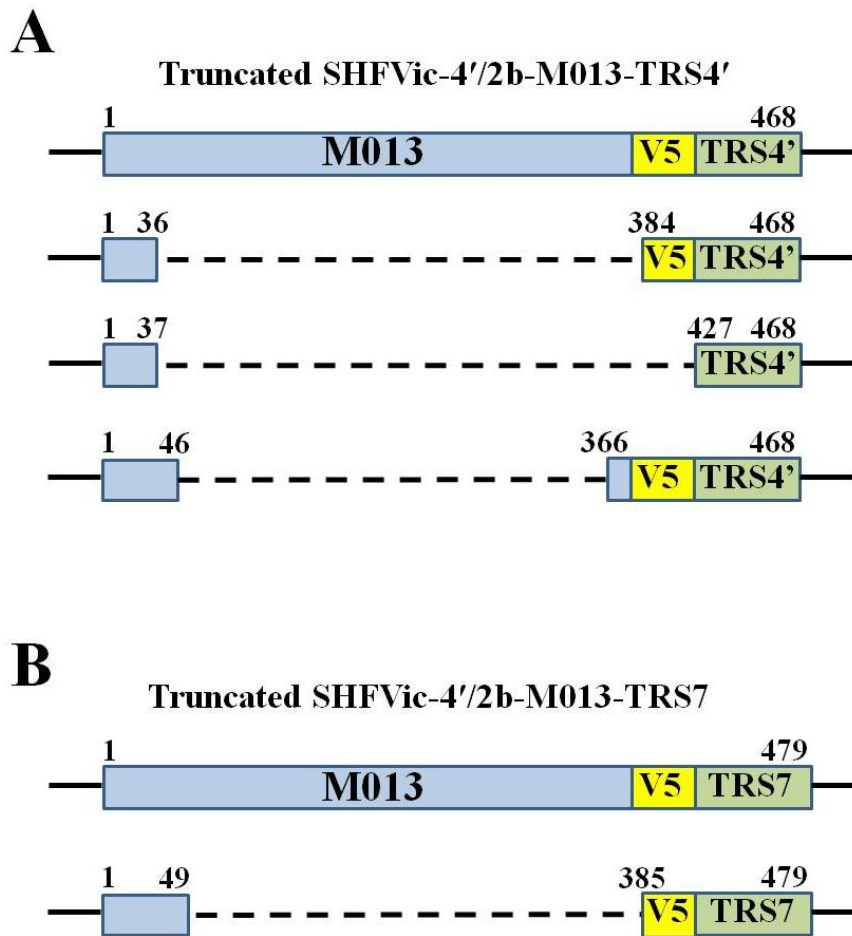 A
Truncated SHFVic-4′/2b-M013-TRS4′
1 468
M013 V5 TRS4’
1 36 384 468
V5 TRS4’
1 37 427 468
TRS4’
1 46 366 468
V5 TRS4’
B
Truncated SHFVic-4′/2b-M013-TRS7
1 479
M013 V5 TRS7
1 49 385 479
V5 TRS7